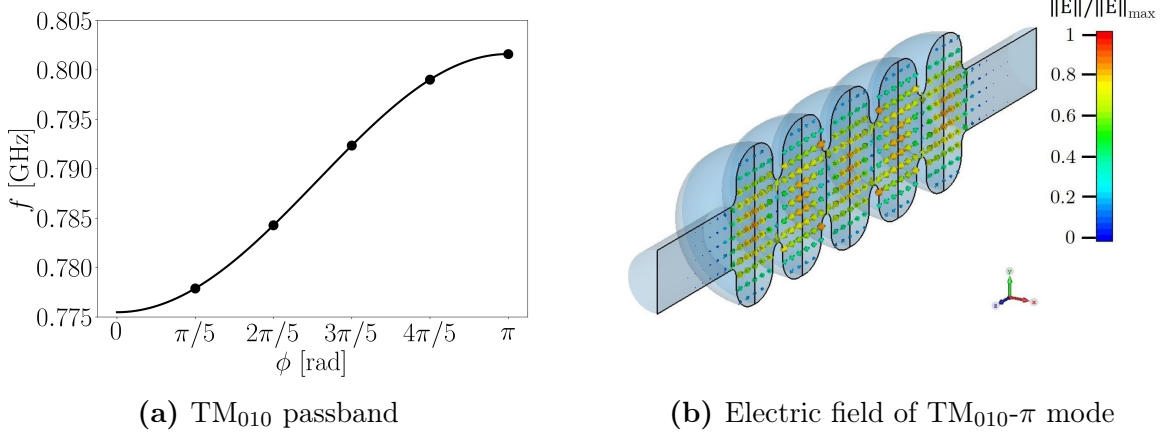 0.805
0.800
0.795
0.790
0.785
0.780
0.775
f [GHz]
0 π/5 2π/5 3π/5 4π/5 π
ϕ [rad]
(a) TM₀₁₀ passband
‖E‖/‖E‖max
1
0.8
0.6
0.4
0.2
0
Y
Z
X
(b) Electric field of TM₀₁₀-π mode